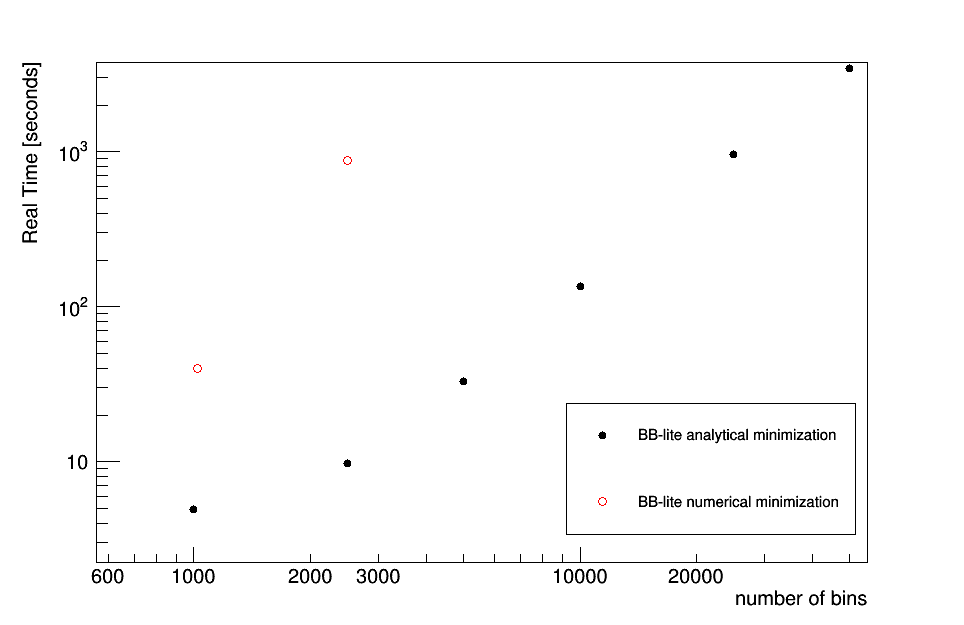 Real Time [seconds]
10³
10²
10
BB-lite analytical minimization
BB-lite numerical minimization
600 1000 2000 3000 10000 20000
number of bins